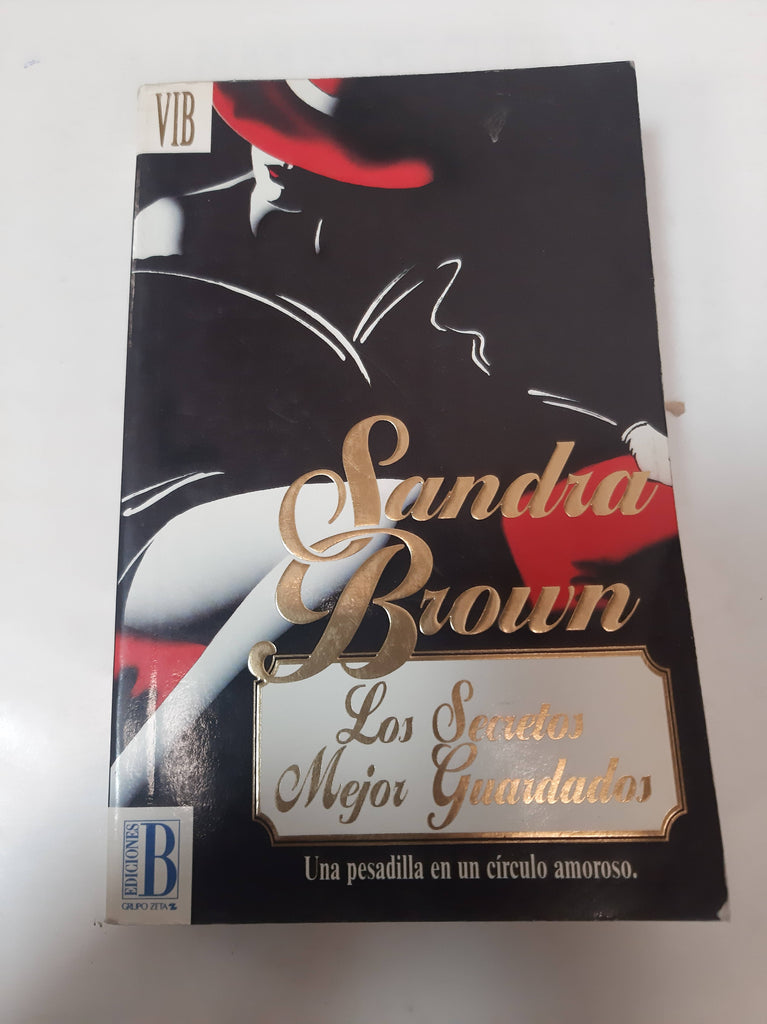 VIB
Sandra
Brown
Los Secretos
Mejor Guardados
Una pesadilla en un círculo amoroso.
EDICIONES
B
GRUPO ZETA